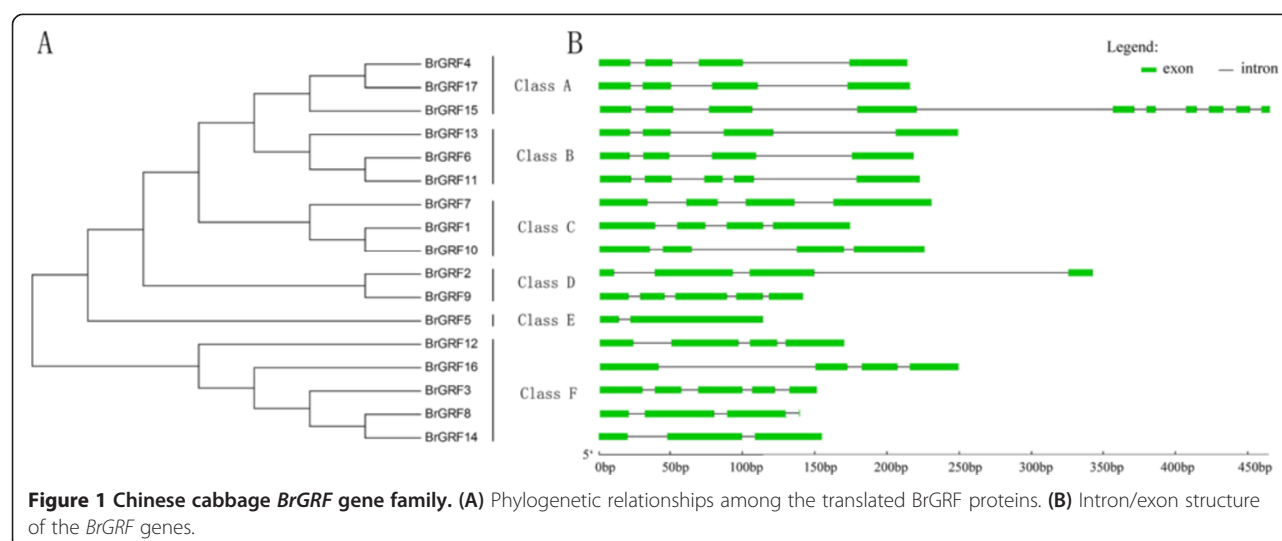 A
B
Legend:
exon
intron
BrGRF4
BrGRF17
BrGRF15
BrGRF13
BrGRF6
BrGRF11
BrGRF7
BrGRF1
BrGRF10
BrGRF2
BrGRF9
BrGRF5
BrGRF12
BrGRF16
BrGRF3
BrGRF8
BrGRF14
Class A
Class B
Class C
Class D
Class E
Class F
5'
0bp 50bp 100bp 150bp 200bp 250bp 300bp 350bp 400bp 450bp
Figure 1 Chinese cabbage BrGRF gene family. (A) Phylogenetic relationships among the translated BrGRF proteins. (B) Intron/exon structure
of the BrGRF genes.